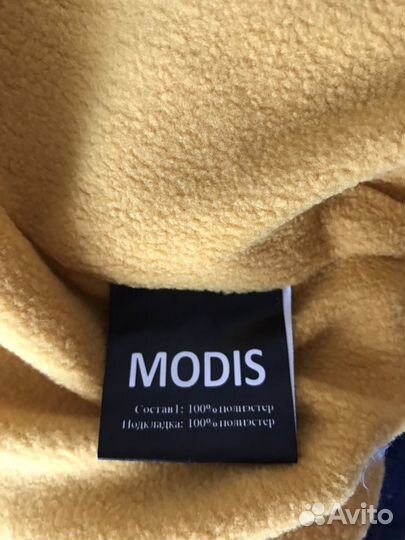 MODIS
Состав1: 100% полиэстер
Подкладка: 100% полиэстер
Avito